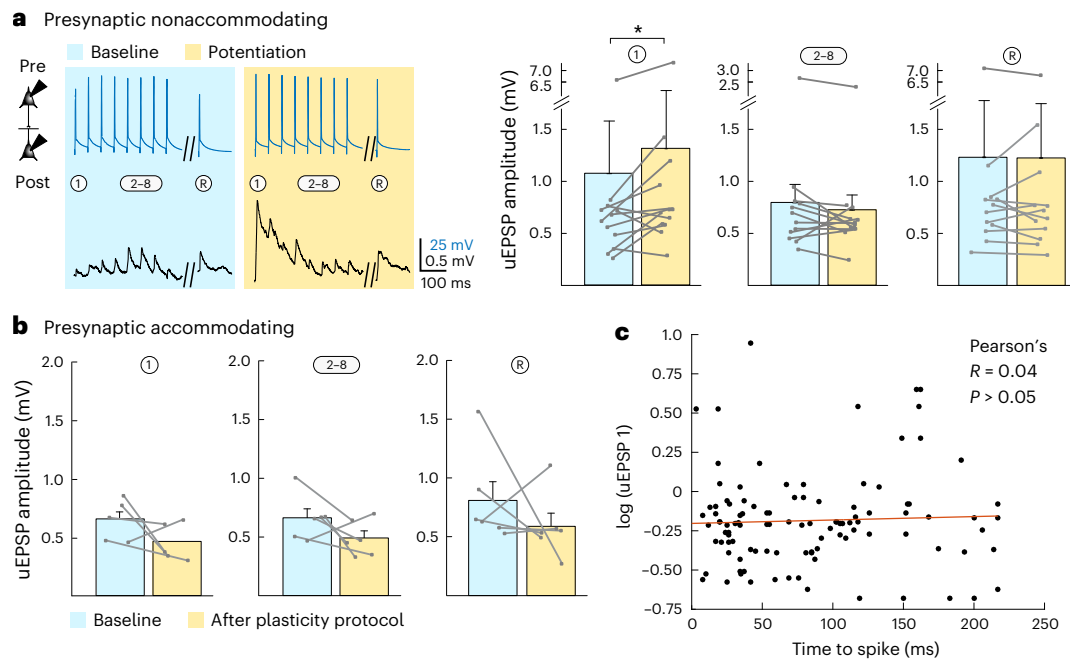 a Presynaptic nonaccommodating
Baseline Potentiation
Pre
Post
1 2–8 R 1 2–8 R
25 mV
0.5 mV
100 ms
uEPSP amplitude (mV)
*
1
7.0
6.5
1.5
1.0
0.5
2–8
3.0
2.5
1.5
1.0
0.5
R
7.0
6.5
1.5
1.0
0.5
b Presynaptic accommodating
uEPSP amplitude (mV)
1
2.0
1.5
1.0
0.5
2–8
2.0
1.5
1.0
0.5
R
2.0
1.5
1.0
0.5
Baseline After plasticity protocol
c
Pearson's
R = 0.04
P > 0.05
log (uEPSP 1)
1.0
0.75
0.50
0.25
0
–0.25
–0.50
–0.75
0 50 100 150 200 250
Time to spike (ms)